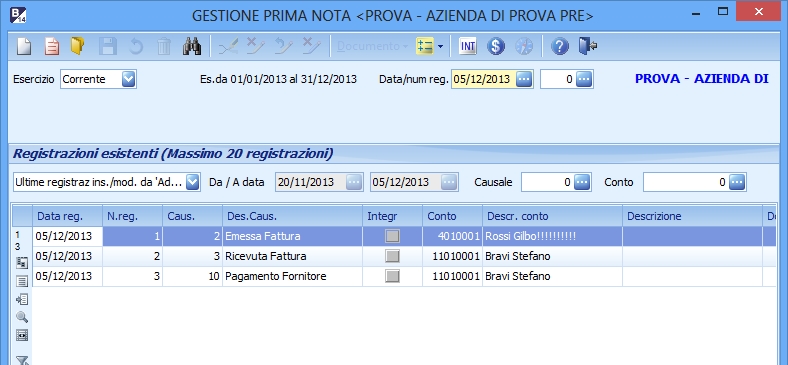 B
14
GESTIONE PRIMA NOTA <PROVA - AZIENDA DI PROVA PRE>
Documento
INT
Esercizio Corrente Es.da 01/01/2013 al 31/12/2013 Data/num reg. 05/12/2013 0 PROVA - AZIENDA DI
Registrazioni esistenti (Massimo 20 registrazioni)
Ultime registraz ins./mod. da 'Ad... Da / A data 20/11/2013 05/12/2013 Causale 0 Conto 0
Data reg. N.reg. Caus. Des.Caus. Integr Conto Descr. conto Descrizione Do
1
3
05/12/2013 1 2 Emessa Fattura 4010001 Rossi Gilbo!!!!!!!!!!
05/12/2013 2 3 Ricevuta Fattura 11010001 Bravi Stefano
05/12/2013 3 10 Pagamento Fornitore 11010001 Bravi Stefano